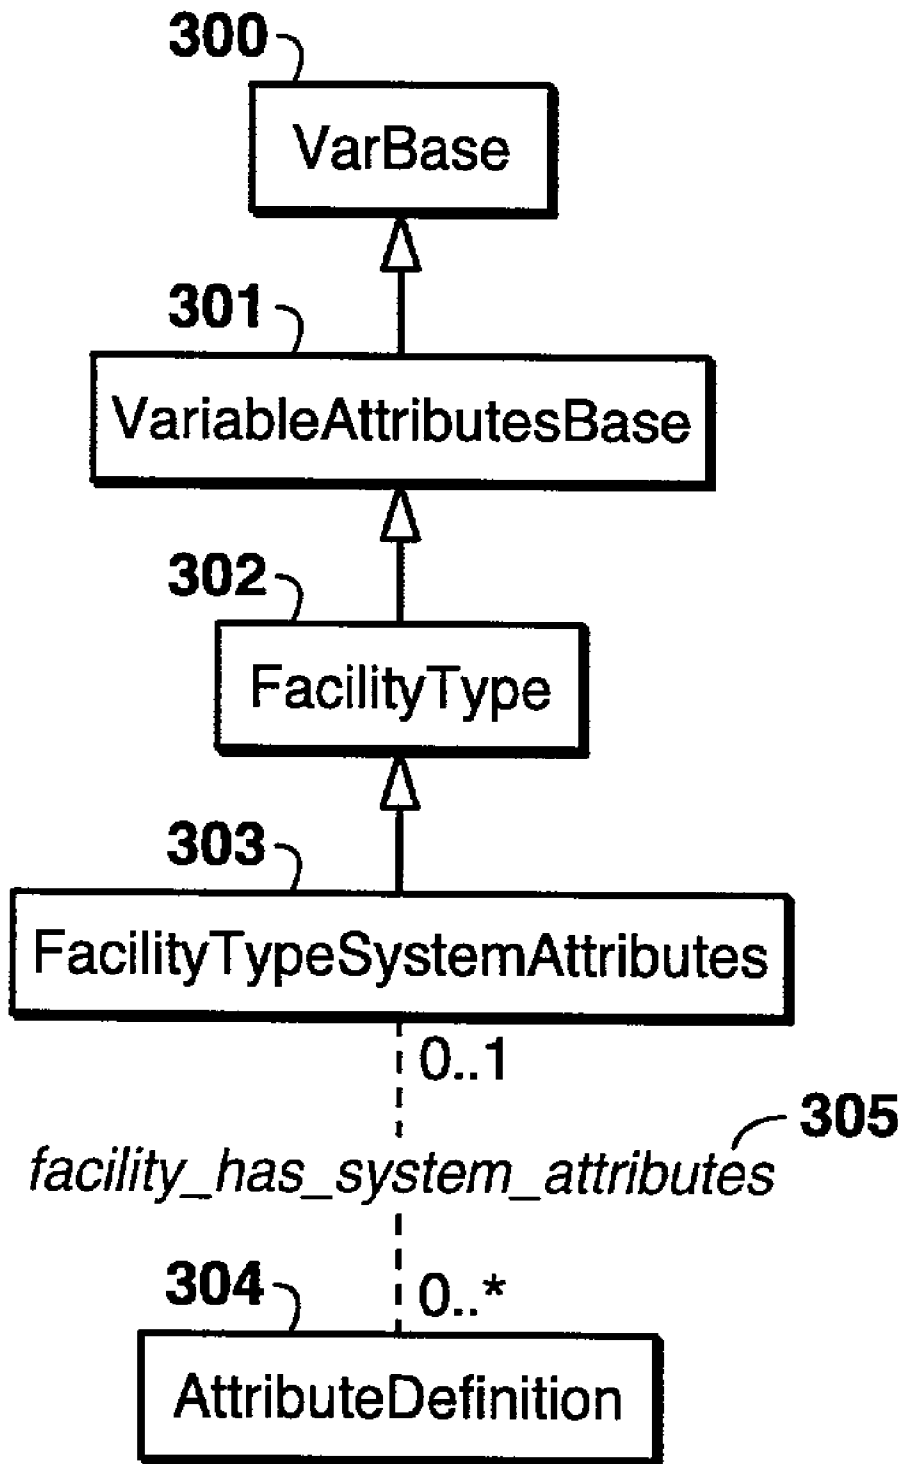 300
VarBase
301
VariableAttributesBase
302
FacilityType
303
FacilityTypeSystemAttributes
0..1
305
facility_has_system_attributes
304
0..*
AttributeDefinition